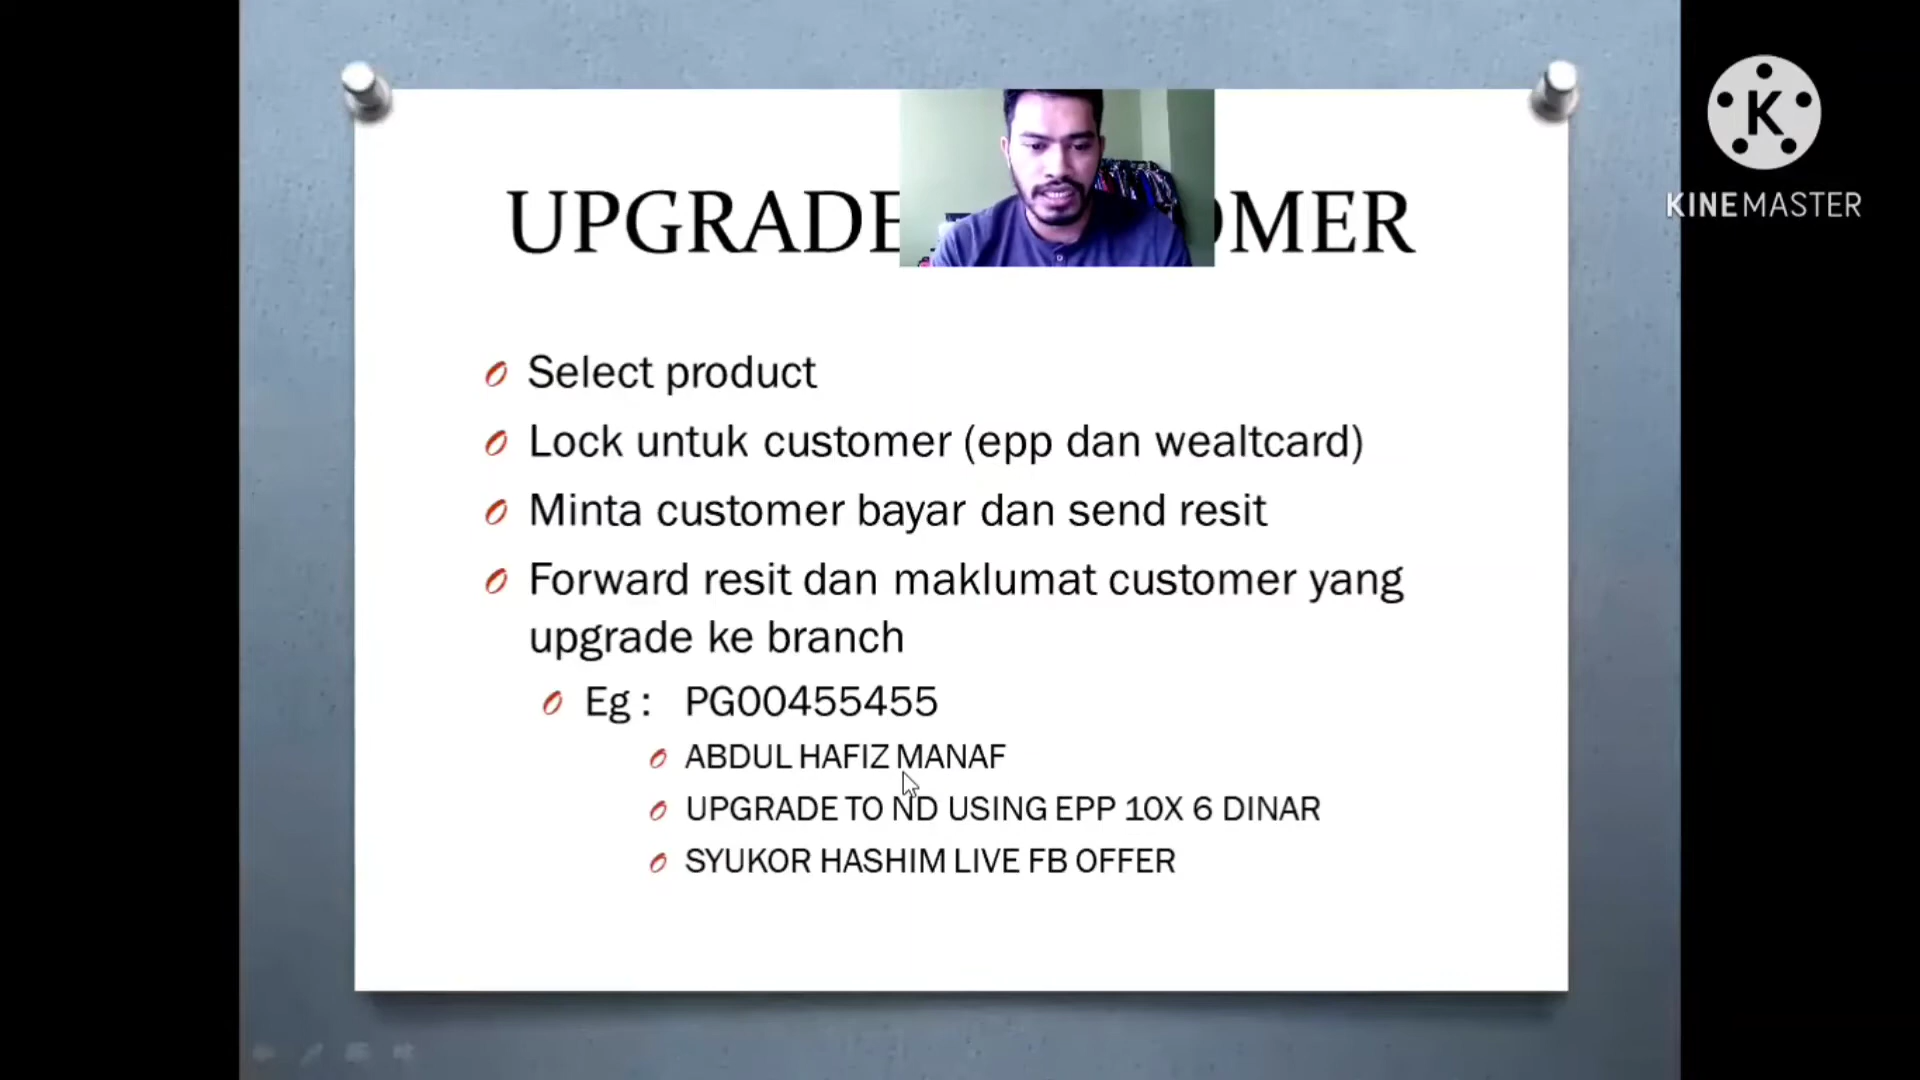 UPGRADE OMER
Select product
Lock untuk customer (epp dan wealtcard)
Minta customer bayar dan send resit
Forward resit dan maklumat customer yang
upgrade ke branch
Eg : PG00455455
ABDUL HAFIZ MANAF
UPGRADE TO ND USING EPP 10X 6 DINAR
SYUKOR HASHIM LIVE FB OFFER
K
KINEMASTER